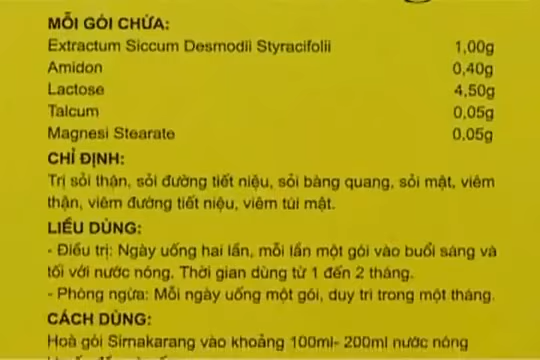 MỖI GÓI CHỨA:
Extractum Siccum Desmodii Styracifolii 1,00g
Amidon 0,40g
Lactose 4,50g
Talcum 0,05g
Magnesi Stearate 0,05g
CHỈ ĐỊNH:
Trị sỏi thận, sỏi đường tiết niệu, sỏi bàng quang, sỏi mật, viêm
thận, viêm đường tiết niệu, viêm túi mật.
LIỀU DÙNG:
- Điều trị: Ngày uống hai lần, mỗi lần một gói vào buổi sáng và
tối với nước nóng. Thời gian dùng từ 1 đến 2 tháng.
- Phòng ngừa: Mỗi ngày uống một gói, duy trì trong một tháng.
CÁCH DÙNG:
Hoà gói Simakarang vào khoảng 100ml- 200ml nước nóng